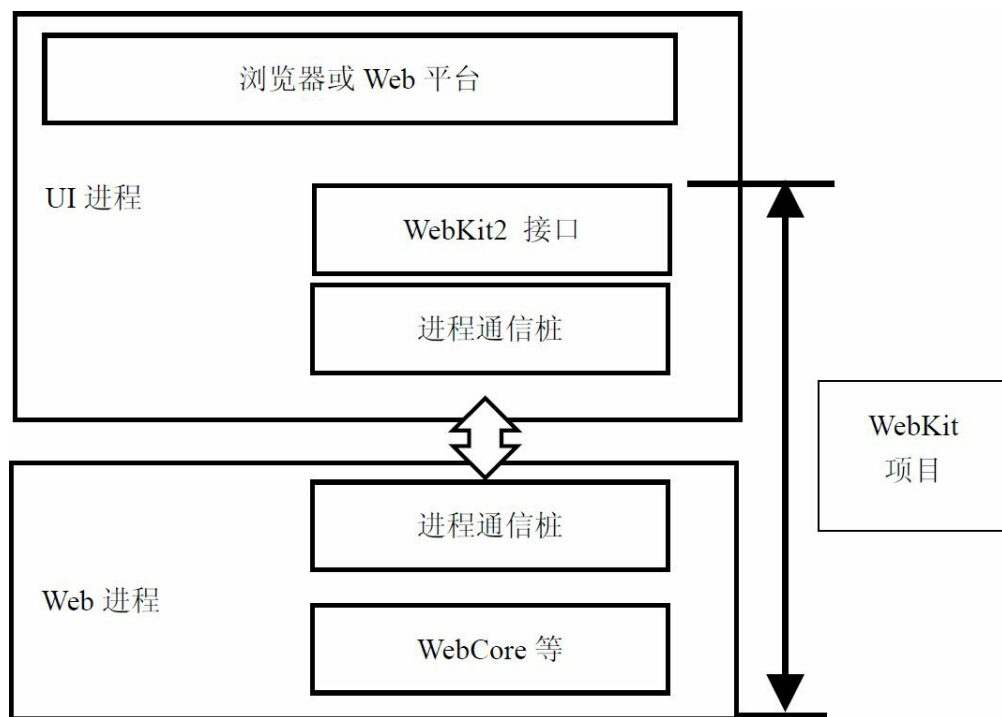 浏览器或 Web 平台
UI 进程
WebKit2 接口
进程通信桩
WebKit
项目
进程通信桩
Web 进程
WebCore 等